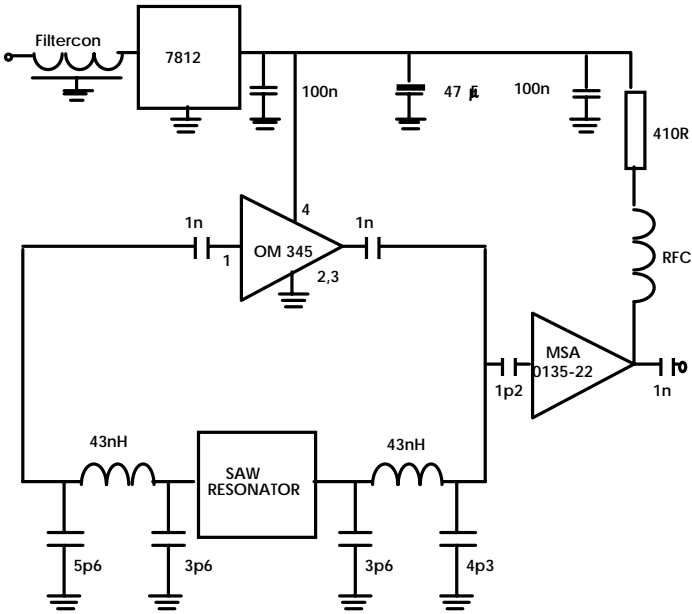 Filtercon
7812
100n
47 µF
100n
410R
RFC
1n
1n
4
1
OM 345
2,3
MSA
0135-22
1p2
1n
43nH
43nH
SAW
RESONATOR
5p6
3p6
3p6
4p3